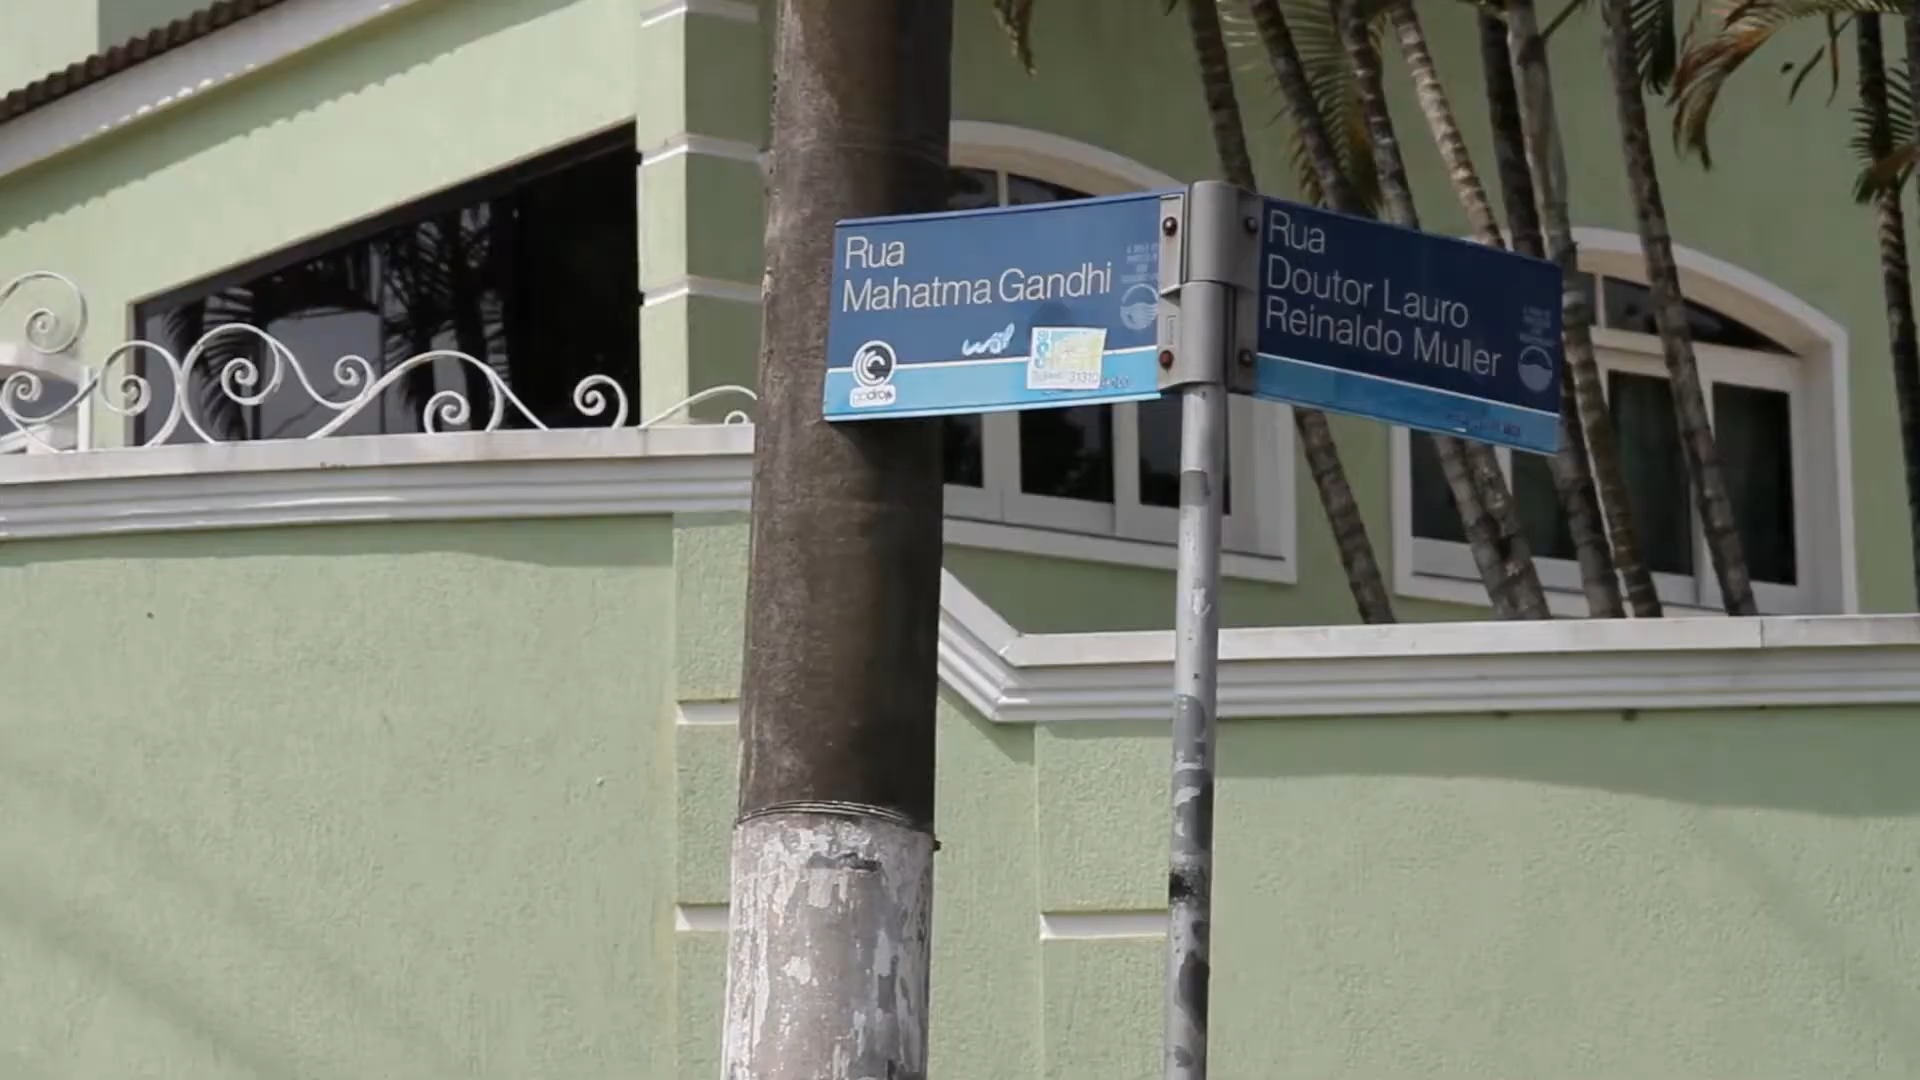 Rua
Mahatma Gandhi
Rua
Doutor Lauro
Reinaldo Muller